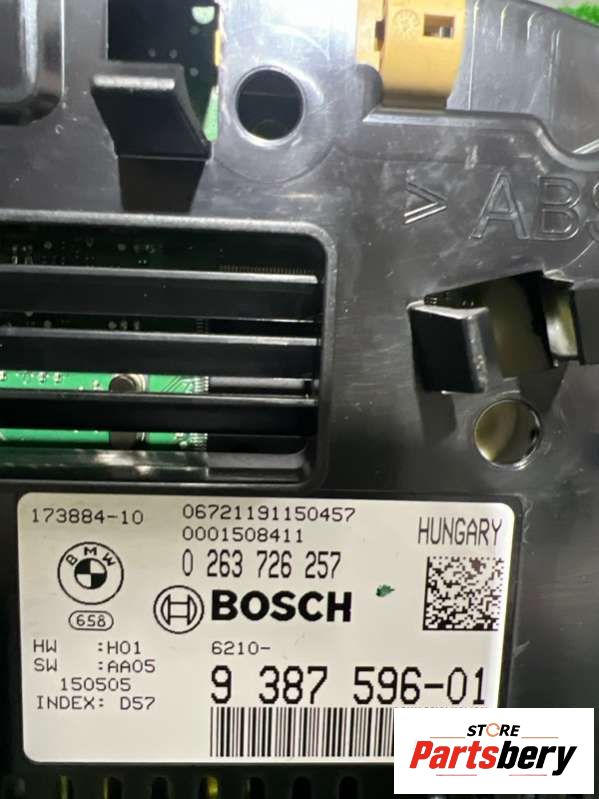 > ABS
173884-10
06721191150457
0001508411
HUNGARY
0 263 726 257
BMW
658
BOSCH
HW :H01
SW :AA05
150505
INDEX: D57
6210-
9 387 596-01
STORE
Partsbery